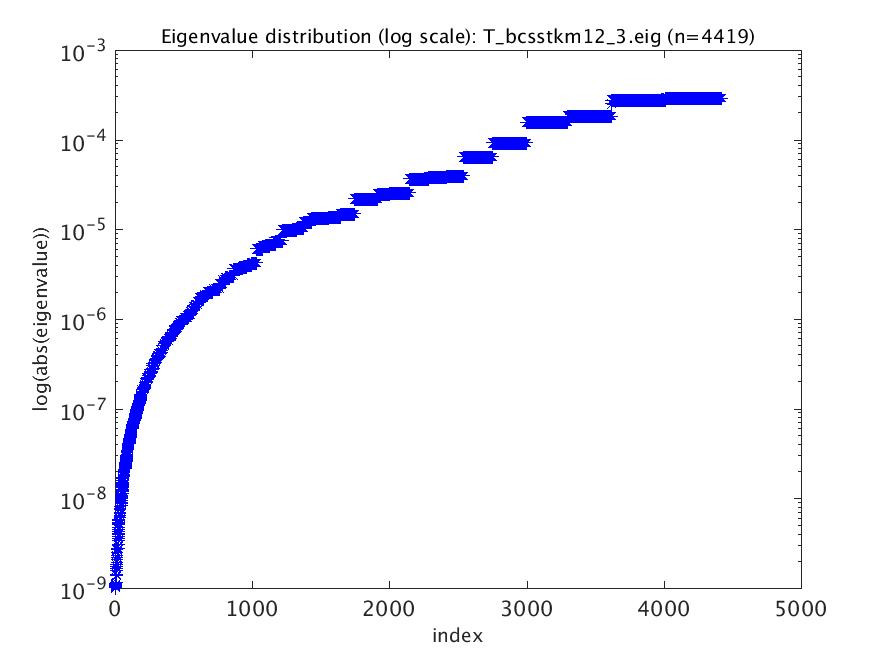 Eigenvalue distribution (log scale): T_bcsstkm12_3.eig (n=4419)
10^-3
10^-4
10^-5
10^-6
10^-7
10^-8
10^-9
log(abs(eigenvalue))
0 1000 2000 3000 4000 5000
index